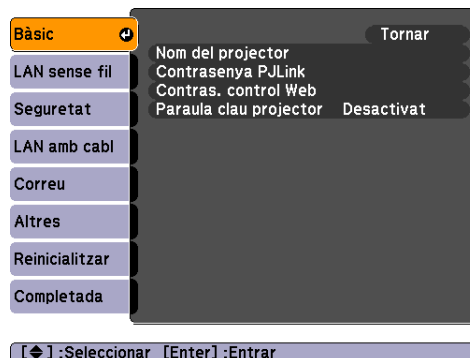 Bàsic
LAN sense fil
Seguretat
LAN amb cabl
Correu
Altres
Reinicialitzar
Completada
Tornar
Nom del projector
Contrasenya PJLink
Contras. control Web
Paraula clau projector Desactivat
[ ] :Seleccionar [Enter] :Entrar